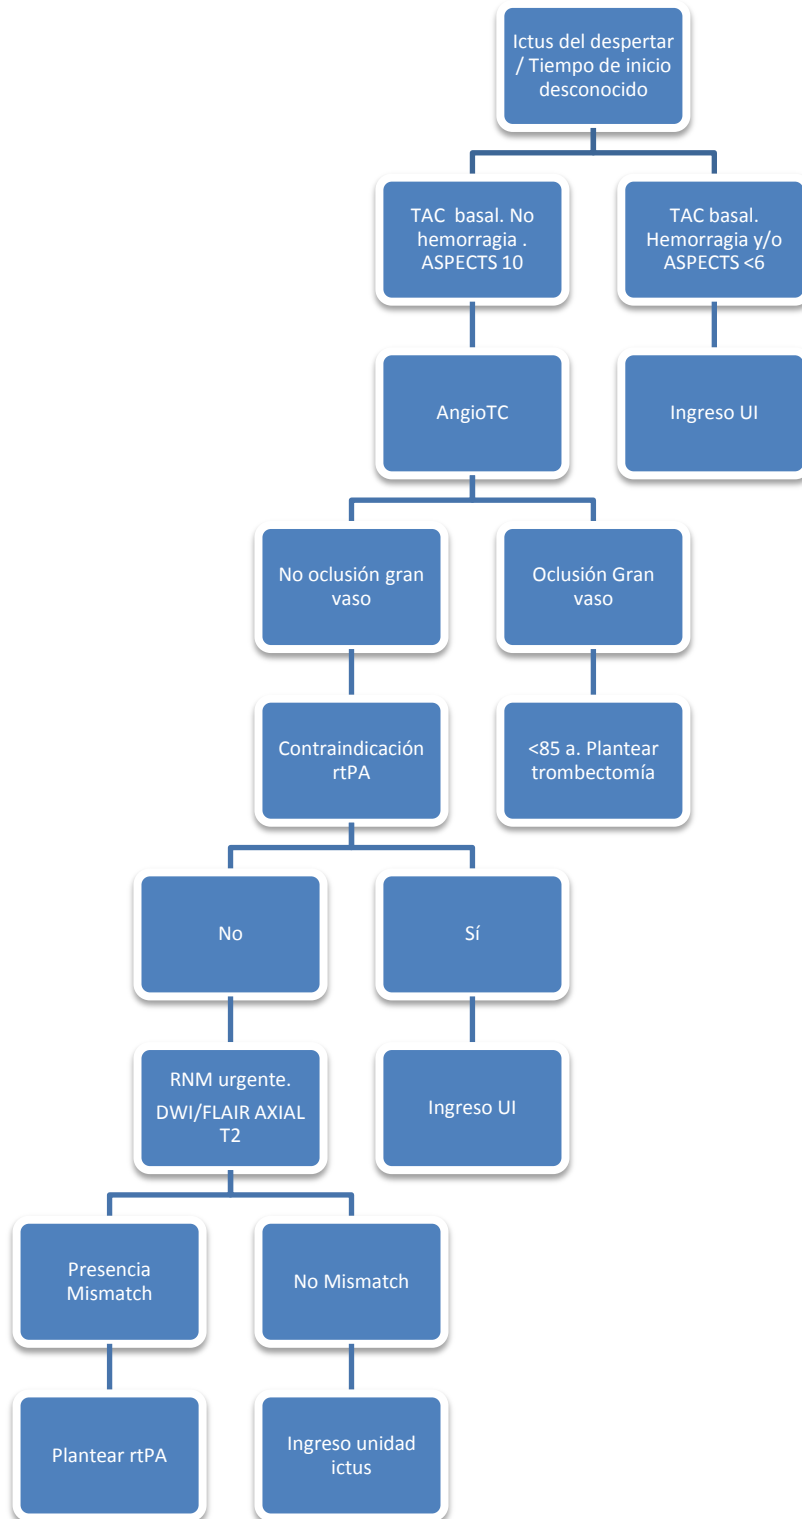 Ictus del despertar
/ Tiempo de inicio
desconocido
TAC basal. No
hemorragia .
ASPECTS 10
TAC basal.
Hemorragia y/o
ASPECTS <6
AngioTC
Ingreso UI
No oclusión gran
vaso
Oclusión Gran
vaso
Contraindicación
rtPA
<85 a. Plantear
trombectomía
No
Sí
RNM urgente.
DWI/FLAIR AXIAL
T2
Ingreso UI
Presencia
Mismatch
No Mismatch
Plantear rtPA
Ingreso unidad
ictus